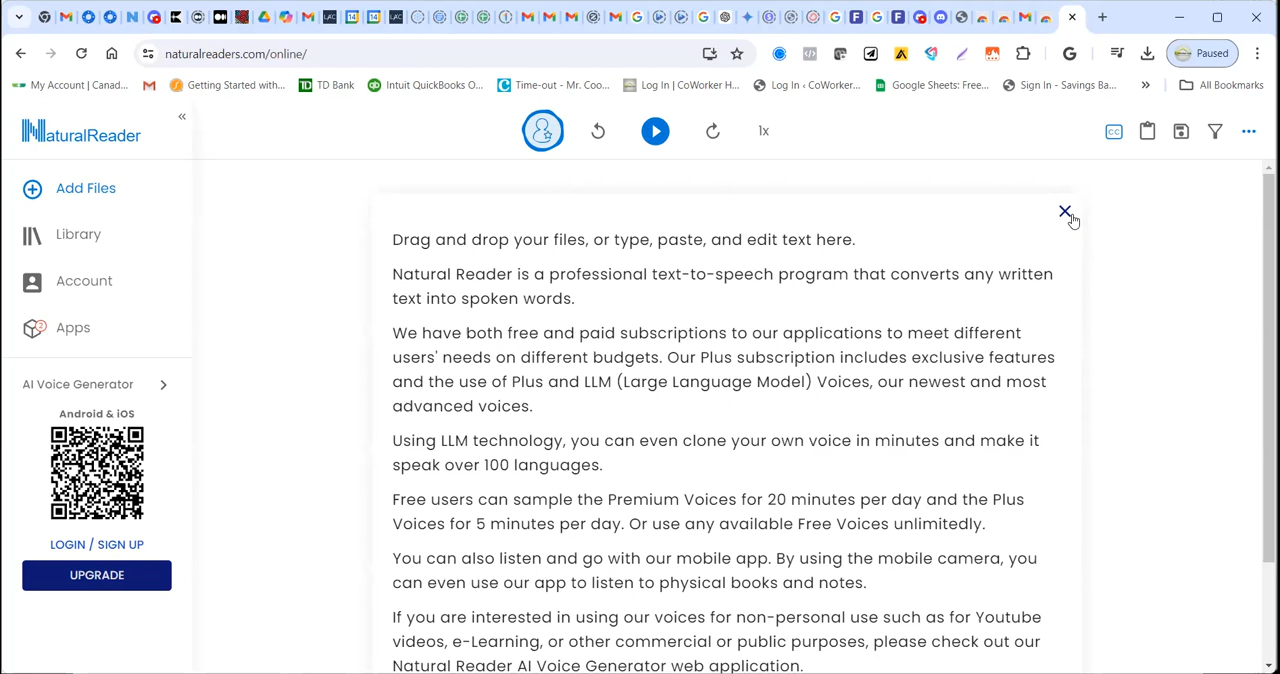 naturalreaders.com/online/
Paused
My Account | Canad...
Getting Started with...
TD Bank
Intuit QuickBooks O...
Time-out - Mr. Coo...
Log In | CoWorker H...
Log In ‹ CoWorker...
Google Sheets: Free...
Sign In - Savings Ba...
All Bookmarks
NaturalReader
1x
CC
Add Files
Library
Account
2
Apps
AI Voice Generator
Android & iOS
LOGIN / SIGN UP
UPGRADE
Drag and drop your files, or type, paste, and edit text here.
Natural Reader is a professional text-to-speech program that converts any written
text into spoken words.
We have both free and paid subscriptions to our applications to meet different
users' needs on different budgets. Our Plus subscription includes exclusive features
and the use of Plus and LLM (Large Language Model) Voices, our newest and most
advanced voices.
Using LLM technology, you can even clone your own voice in minutes and make it
speak over 100 languages.
Free users can sample the Premium Voices for 20 minutes per day and the Plus
Voices for 5 minutes per day. Or use any available Free Voices unlimitedly.
You can also listen and go with our mobile app. By using the mobile camera, you
can even use our app to listen to physical books and notes.
If you are interested in using our voices for non-personal use such as for Youtube
videos, e-Learning, or other commercial or public purposes, please check out our
Natural Reader AI Voice Generator web application.